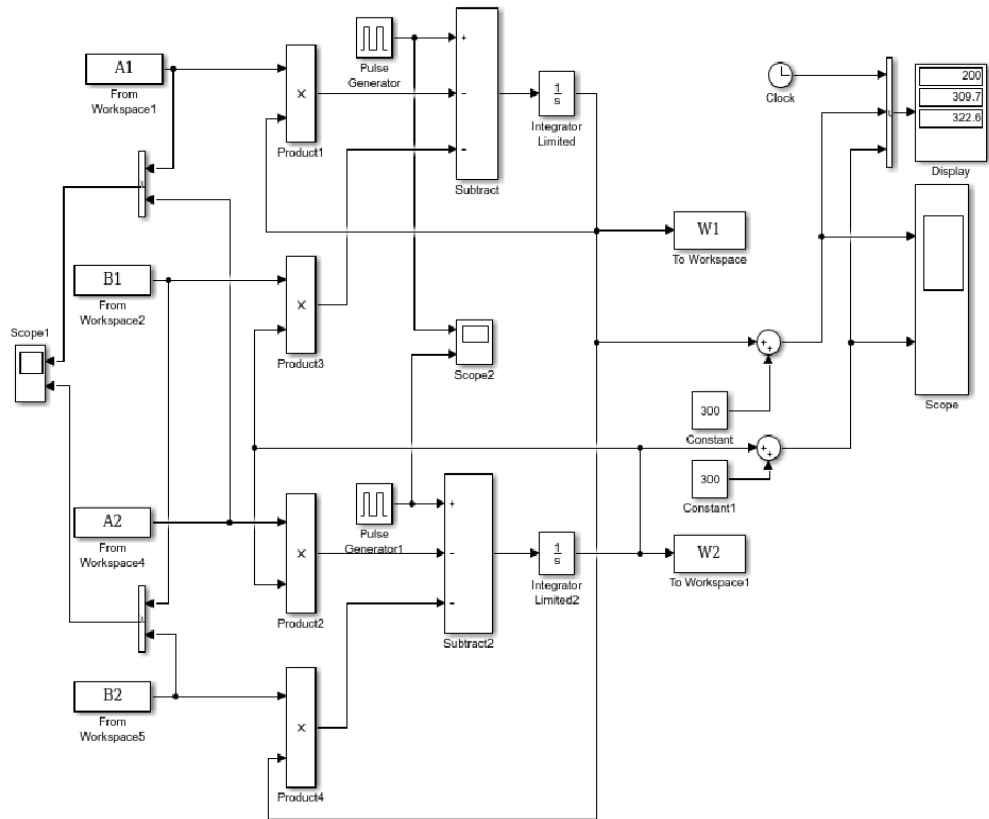 A1
From
Workspace1
×
Product1
Pulse
Generator
+
−
−
Subtract
1
s
Integrator
Limited
Clock
200
309.7
322.6
Display
W1
To Workspace
B1
From
Workspace2
×
Product3
Scope1
Scope2
+
+
300
Constant
Scope
+
+
300
Constant1
A2
From
Workspace4
×
Product2
Pulse
Generator1
+
−
−
Subtract2
1
s
Integrator
Limited2
W2
To Workspace1
B2
From
Workspace5
×
Product4